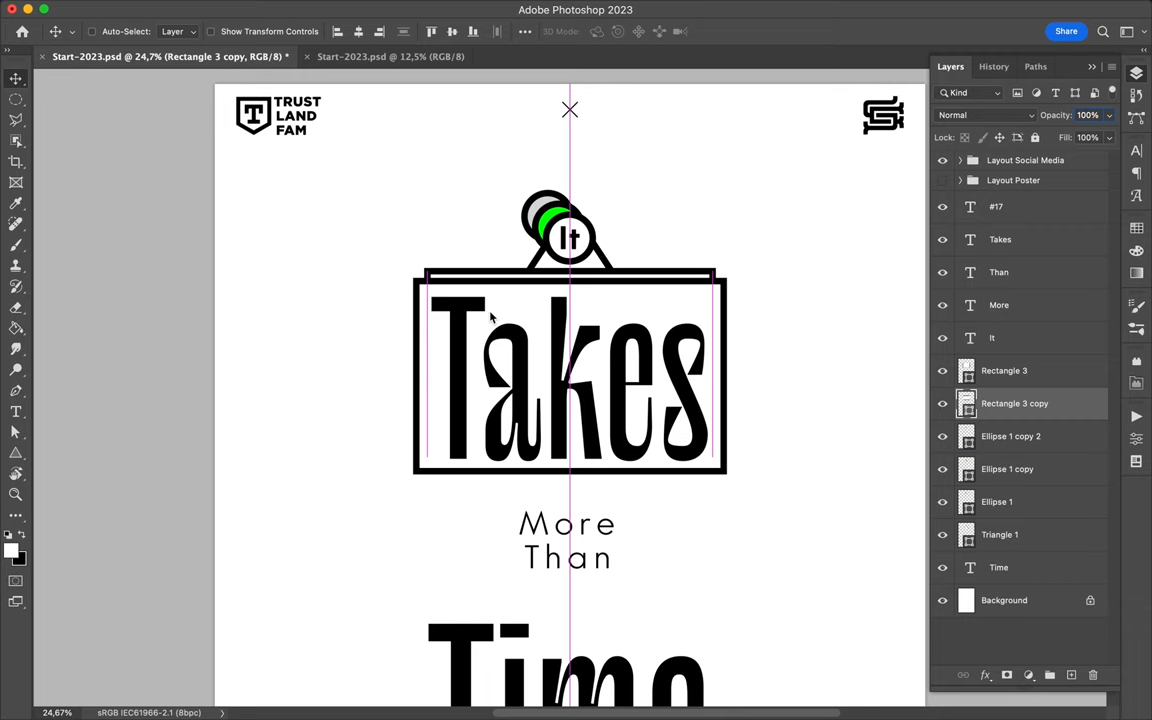 Adobe Photoshop 2023
Auto-Select: Layer Show Transform Controls 3D Mode: Share
Start-2023.psd @ 24,7% (Rectangle 3 copy, RGB/8) * Start-2023.psd @ 12,5% (RGB/8)
Layers History Paths
Kind
Normal Opacity: 100%
Lock: Fill: 100%
Layout Social Media
Layout Poster
#17
Takes
Than
More
It
Rectangle 3
Rectangle 3 copy
Ellipse 1 copy 2
Ellipse 1 copy
Ellipse 1
Triangle 1
Time
Background
TRUST
LAND
FAM
It
Takes
More
Than
Time
24,67% sRGB IEC61966-2.1 (8bpc)